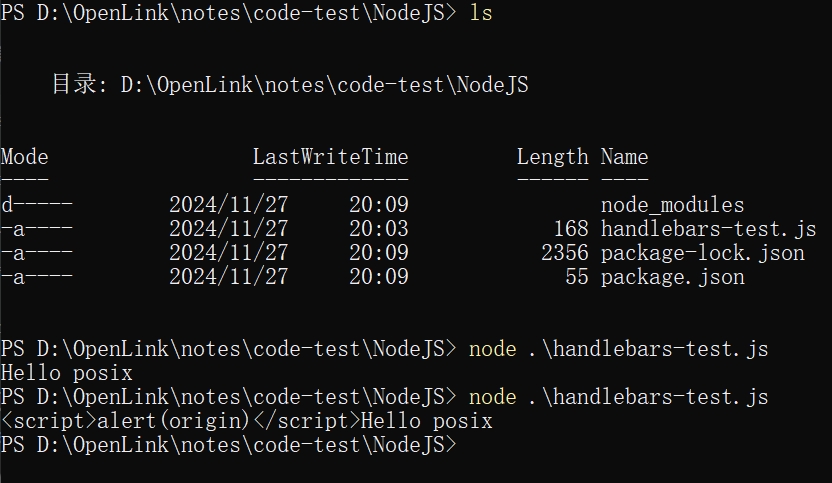 PS D:\OpenLink\notes\code-test\NodeJS> ls
目录: D:\OpenLink\notes\code-test\NodeJS
Mode                 LastWriteTime         Length Name
----                 -------------         ------ ----
d-----        2024/11/27     20:09                node_modules
-a----        2024/11/27     20:03            168 handlebars-test.js
-a----        2024/11/27     20:09           2356 package-lock.json
-a----        2024/11/27     20:09             55 package.json
PS D:\OpenLink\notes\code-test\NodeJS> node .\handlebars-test.js
Hello posix
PS D:\OpenLink\notes\code-test\NodeJS> node .\handlebars-test.js
<script>alert(origin)</script>Hello posix
PS D:\OpenLink\notes\code-test\NodeJS>